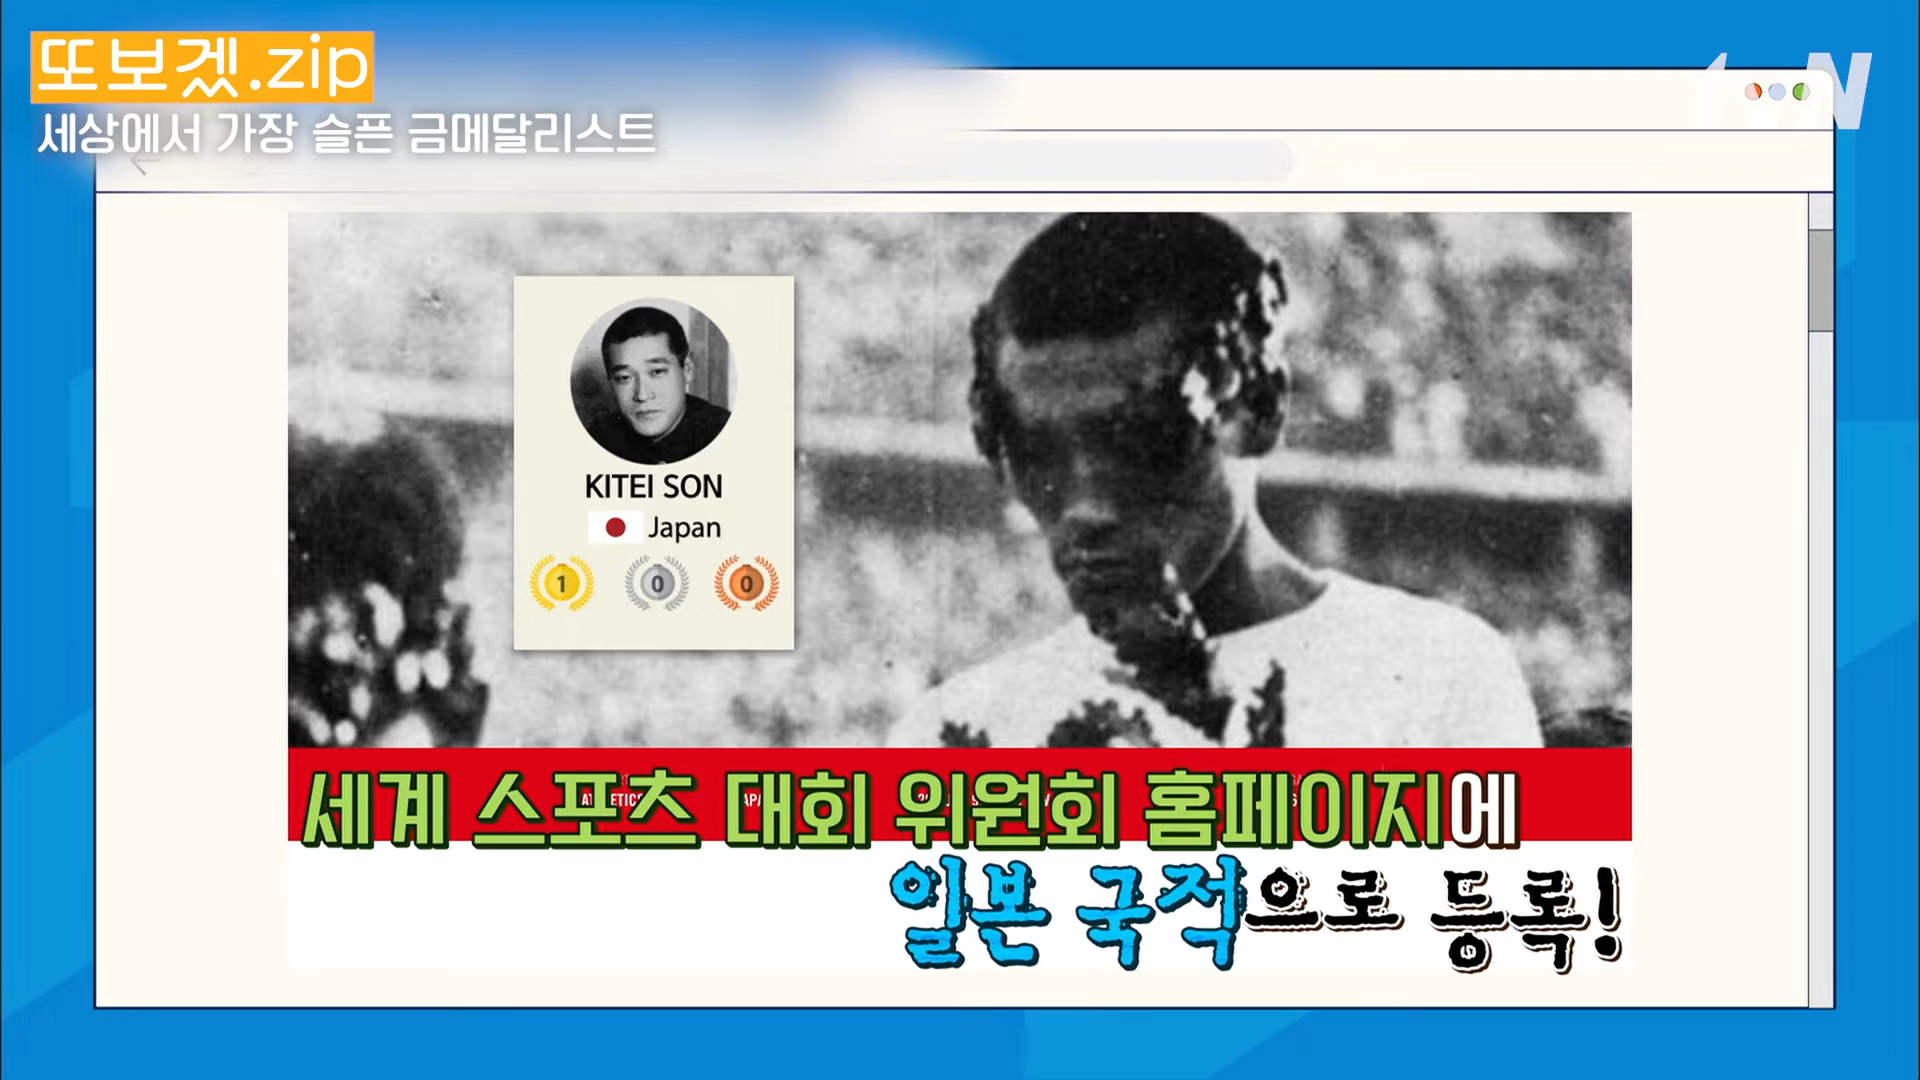 또보겠.zip
세상에서 가장 슬픈 금메달리스트
tvN
KITEI SON
Japan
1 0 0
세계 스포츠 대회 위원회 홈페이지에
일본 국적으로 등록!